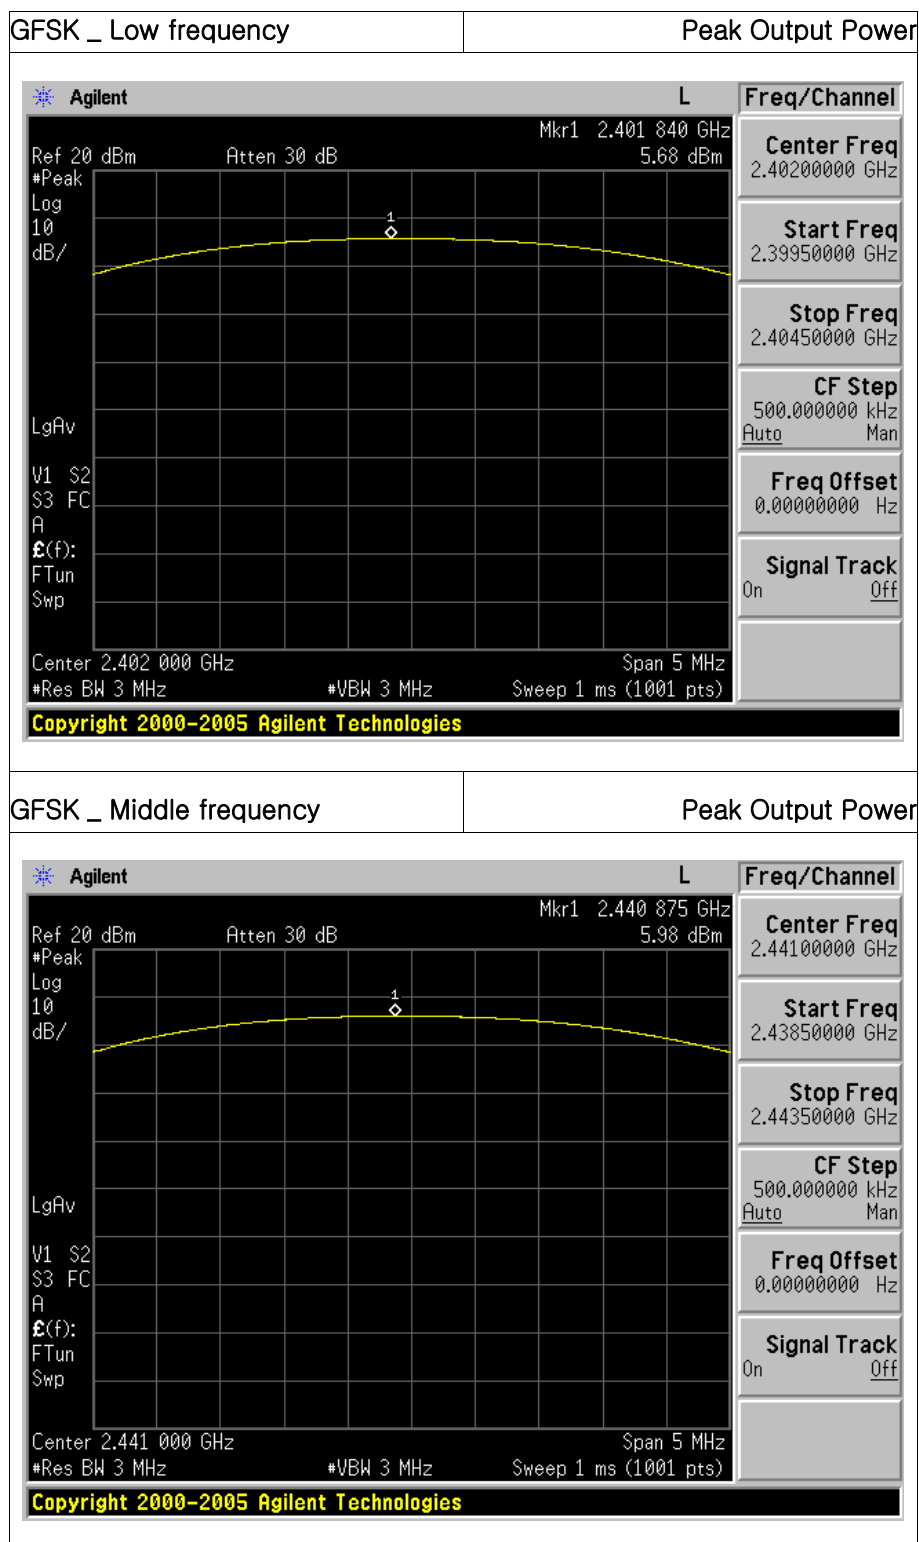 GFSK _ Low frequency Peak Output Power
Agilent L Freq/Channel
Mkr1 2.401 840 GHz
Ref 20 dBm Atten 30 dB 5.68 dBm
#Peak
Log
10
dB/
1
LgAv
V1 S2
S3 FC
A
£(f):
FTun
Swp
Center 2.402 000 GHz Span 5 MHz
#Res BW 3 MHz #VBW 3 MHz Sweep 1 ms (1001 pts)
Copyright 2000-2005 Agilent Technologies
Center Freq
2.40200000 GHz
Start Freq
2.39950000 GHz
Stop Freq
2.40450000 GHz
CF Step
500.000000 kHz
Auto Man
Freq Offset
0.00000000 Hz
Signal Track
On Off
GFSK _ Middle frequency Peak Output Power
Agilent L Freq/Channel
Mkr1 2.440 875 GHz
Ref 20 dBm Atten 30 dB 5.98 dBm
#Peak
Log
10
dB/
1
LgAv
V1 S2
S3 FC
A
£(f):
FTun
Swp
Center 2.441 000 GHz Span 5 MHz
#Res BW 3 MHz #VBW 3 MHz Sweep 1 ms (1001 pts)
Copyright 2000-2005 Agilent Technologies
Center Freq
2.44100000 GHz
Start Freq
2.43850000 GHz
Stop Freq
2.44350000 GHz
CF Step
500.000000 kHz
Auto Man
Freq Offset
0.00000000 Hz
Signal Track
On Off